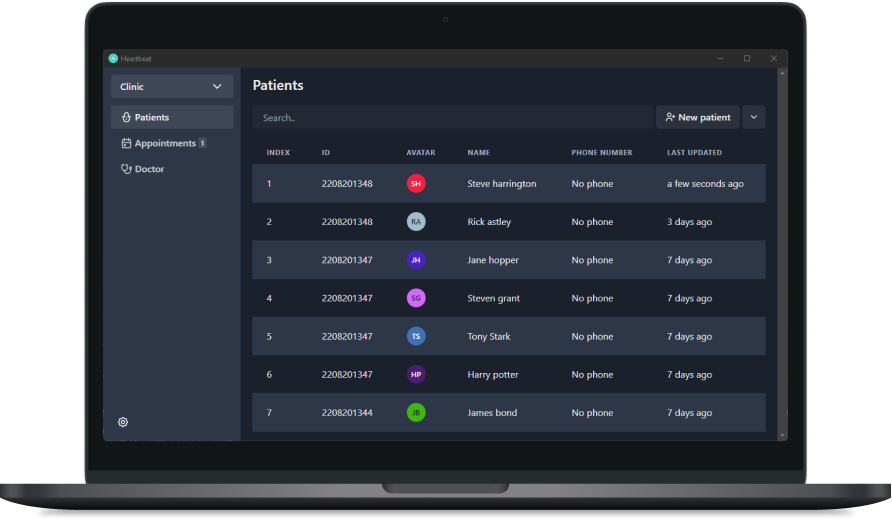 Heartbeat
Clinic
Patients
Appointments 1
Doctor
Patients
Search..
New patient
INDEX ID AVATAR NAME PHONE NUMBER LAST UPDATED
1 2208201348 SH Steve harrington No phone a few seconds ago
2 2208201348 RA Rick astley No phone 3 days ago
3 2208201347 JH Jane hopper No phone 7 days ago
4 2208201347 SG Steven grant No phone 7 days ago
5 2208201347 TS Tony Stark No phone 7 days ago
6 2208201347 HP Harry potter No phone 7 days ago
7 2208201344 JB James bond No phone 7 days ago